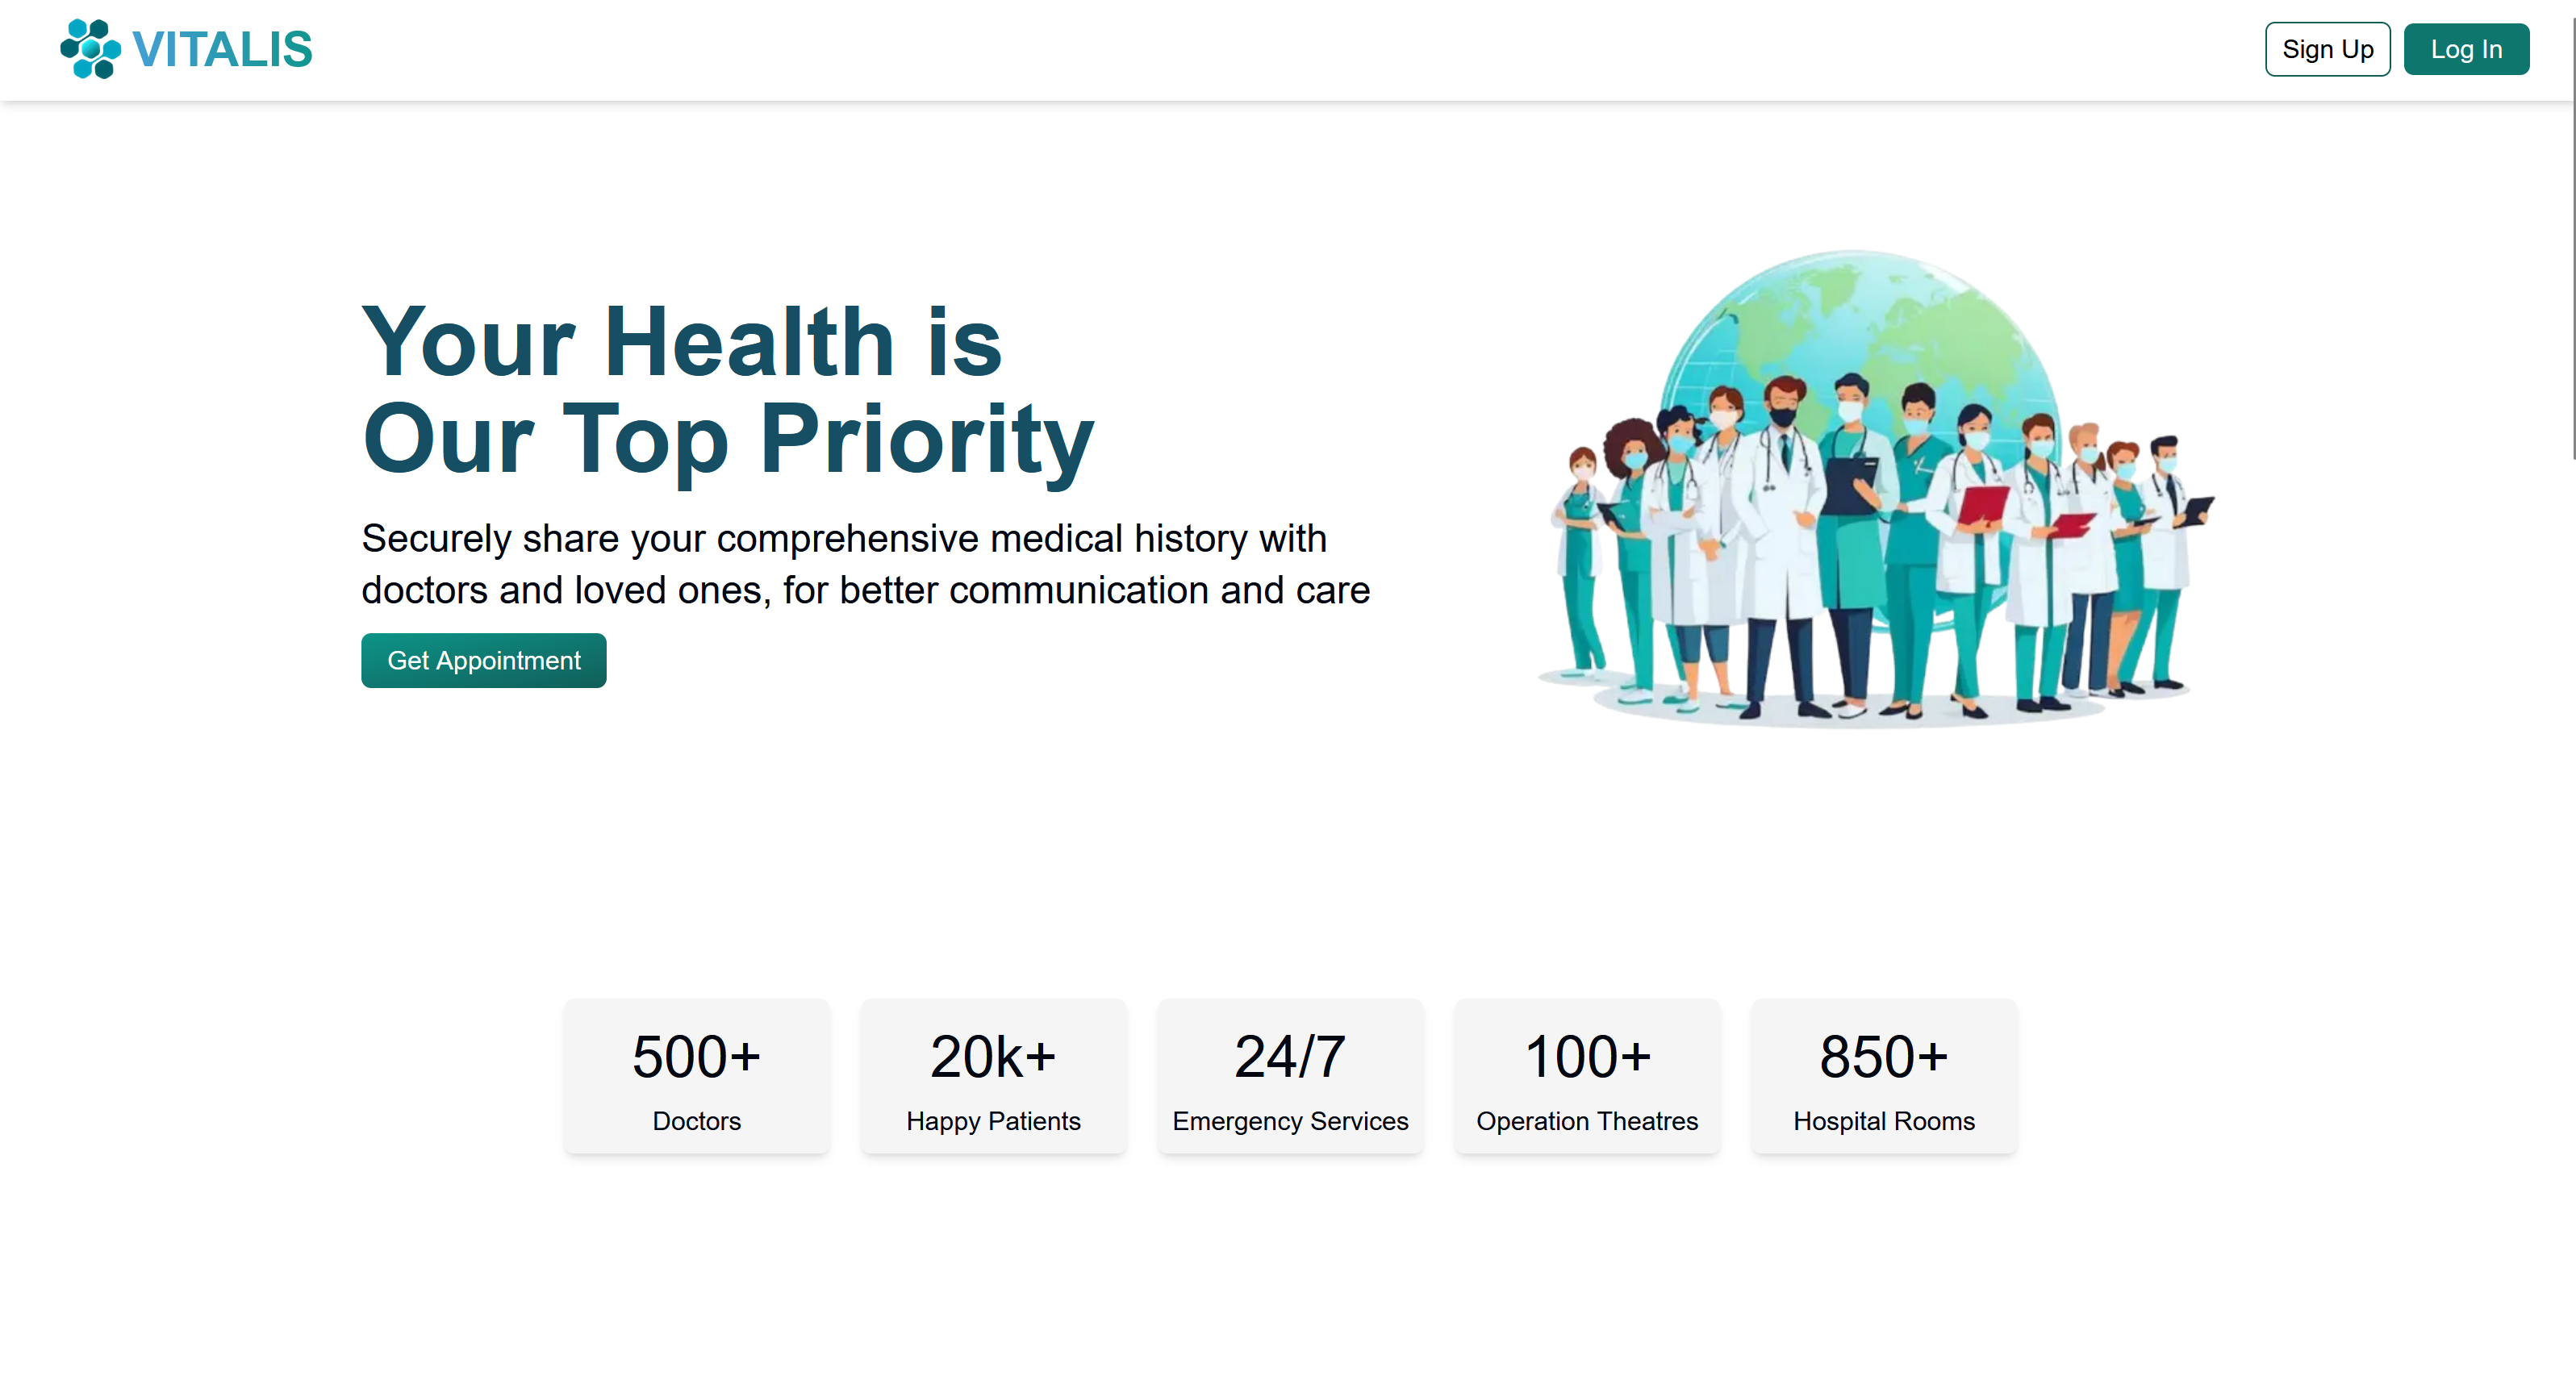 VITALIS
Sign Up
Log In
Your Health is
Our Top Priority
Securely share your comprehensive medical history with
doctors and loved ones, for better communication and care
Get Appointment
500+
Doctors
20k+
Happy Patients
24/7
Emergency Services
100+
Operation Theatres
850+
Hospital Rooms